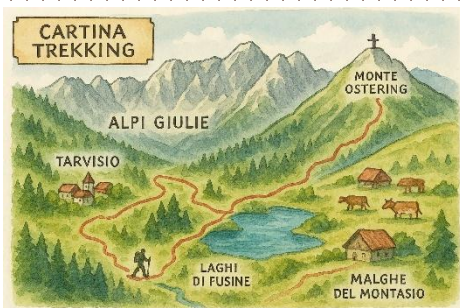 CARTINA
TREKKING
MONTE
OSTERING
ALPI GIULIE
TARVISIO
LAGHI
DI FUSINE
MALGHE
DEL MONTASIO